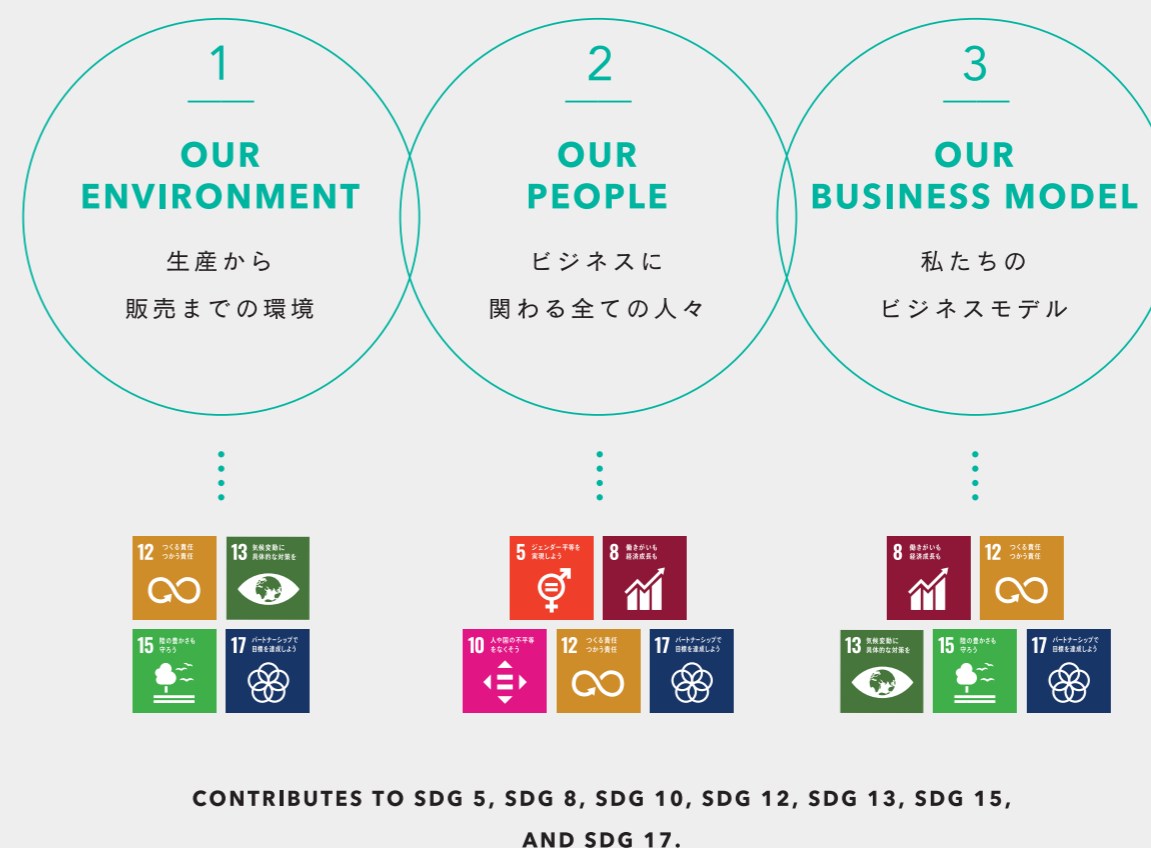 1
OUR
ENVIRONMENT
生産から
販売までの環境
2
OUR
PEOPLE
ビジネスに
関わる全ての人々
3
OUR
BUSINESS MODEL
私たちの
ビジネスモデル
12 つくる責任
つかう責任
13 気候変動に
具体的な対策を
15 陸の豊かさも
守ろう
17 パートナーシップで
目標を達成しよう
5 ジェンダー平等を
実現しよう
8 働きがいも
経済成長も
10 人や国の不平等
をなくそう
12 つくる責任
つかう責任
17 パートナーシップで
目標を達成しよう
8 働きがいも
経済成長も
12 つくる責任
つかう責任
13 気候変動に
具体的な対策を
15 陸の豊かさも
守ろう
17 パートナーシップで
目標を達成しよう
CONTRIBUTES TO SDG 5, SDG 8, SDG 10, SDG 12, SDG 13, SDG 15,
AND SDG 17.